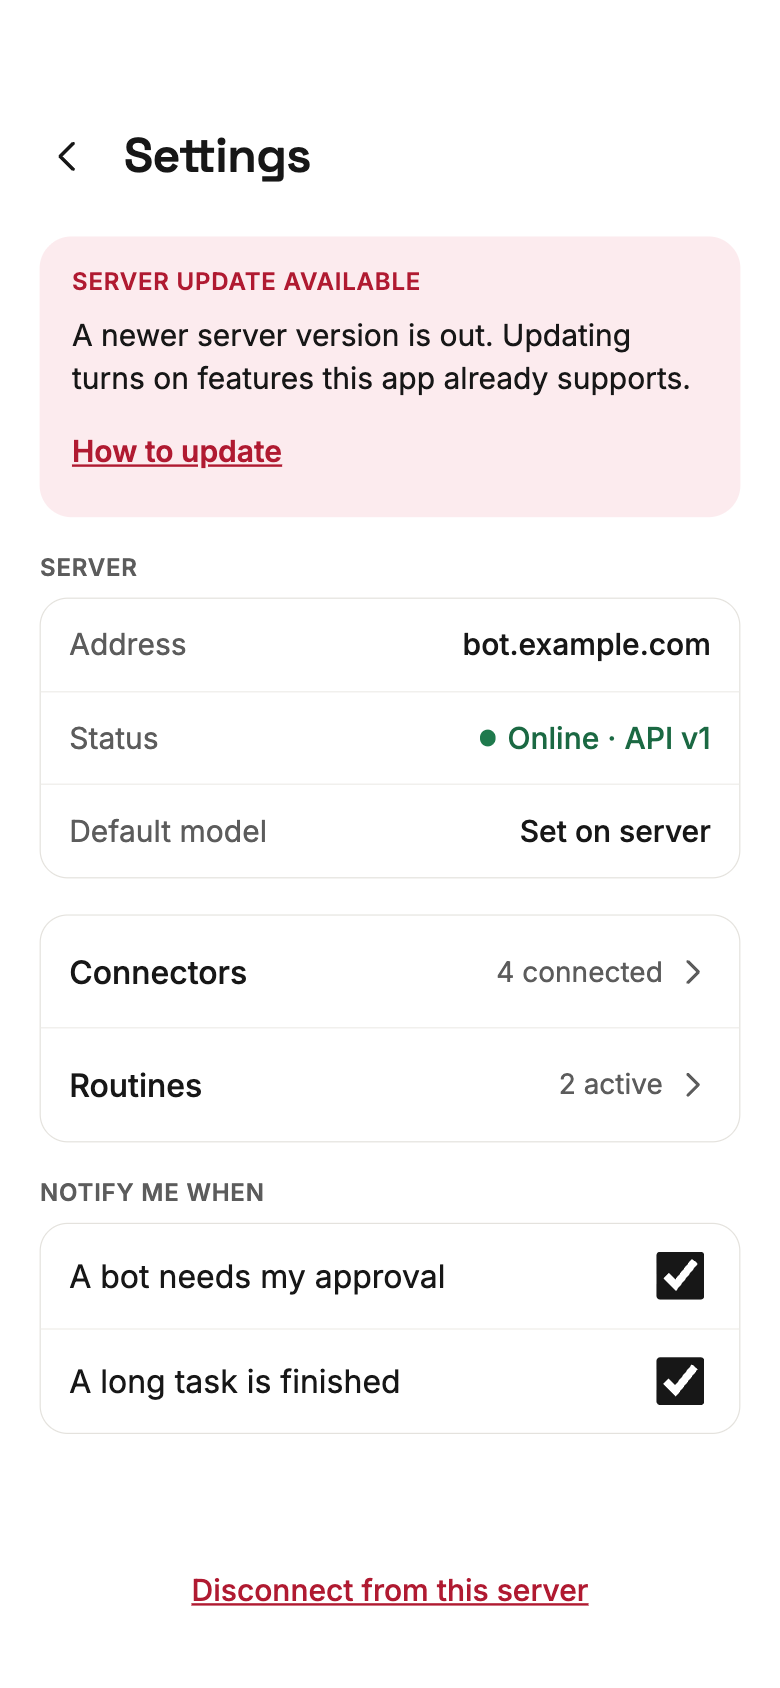 Settings
SERVER UPDATE AVAILABLE
A newer server version is out. Updating
turns on features this app already supports.
How to update
SERVER
Address bot.example.com
Status Online · API v1
Default model Set on server
Connectors 4 connected
Routines 2 active
NOTIFY ME WHEN
A bot needs my approval
A long task is finished
Disconnect from this server